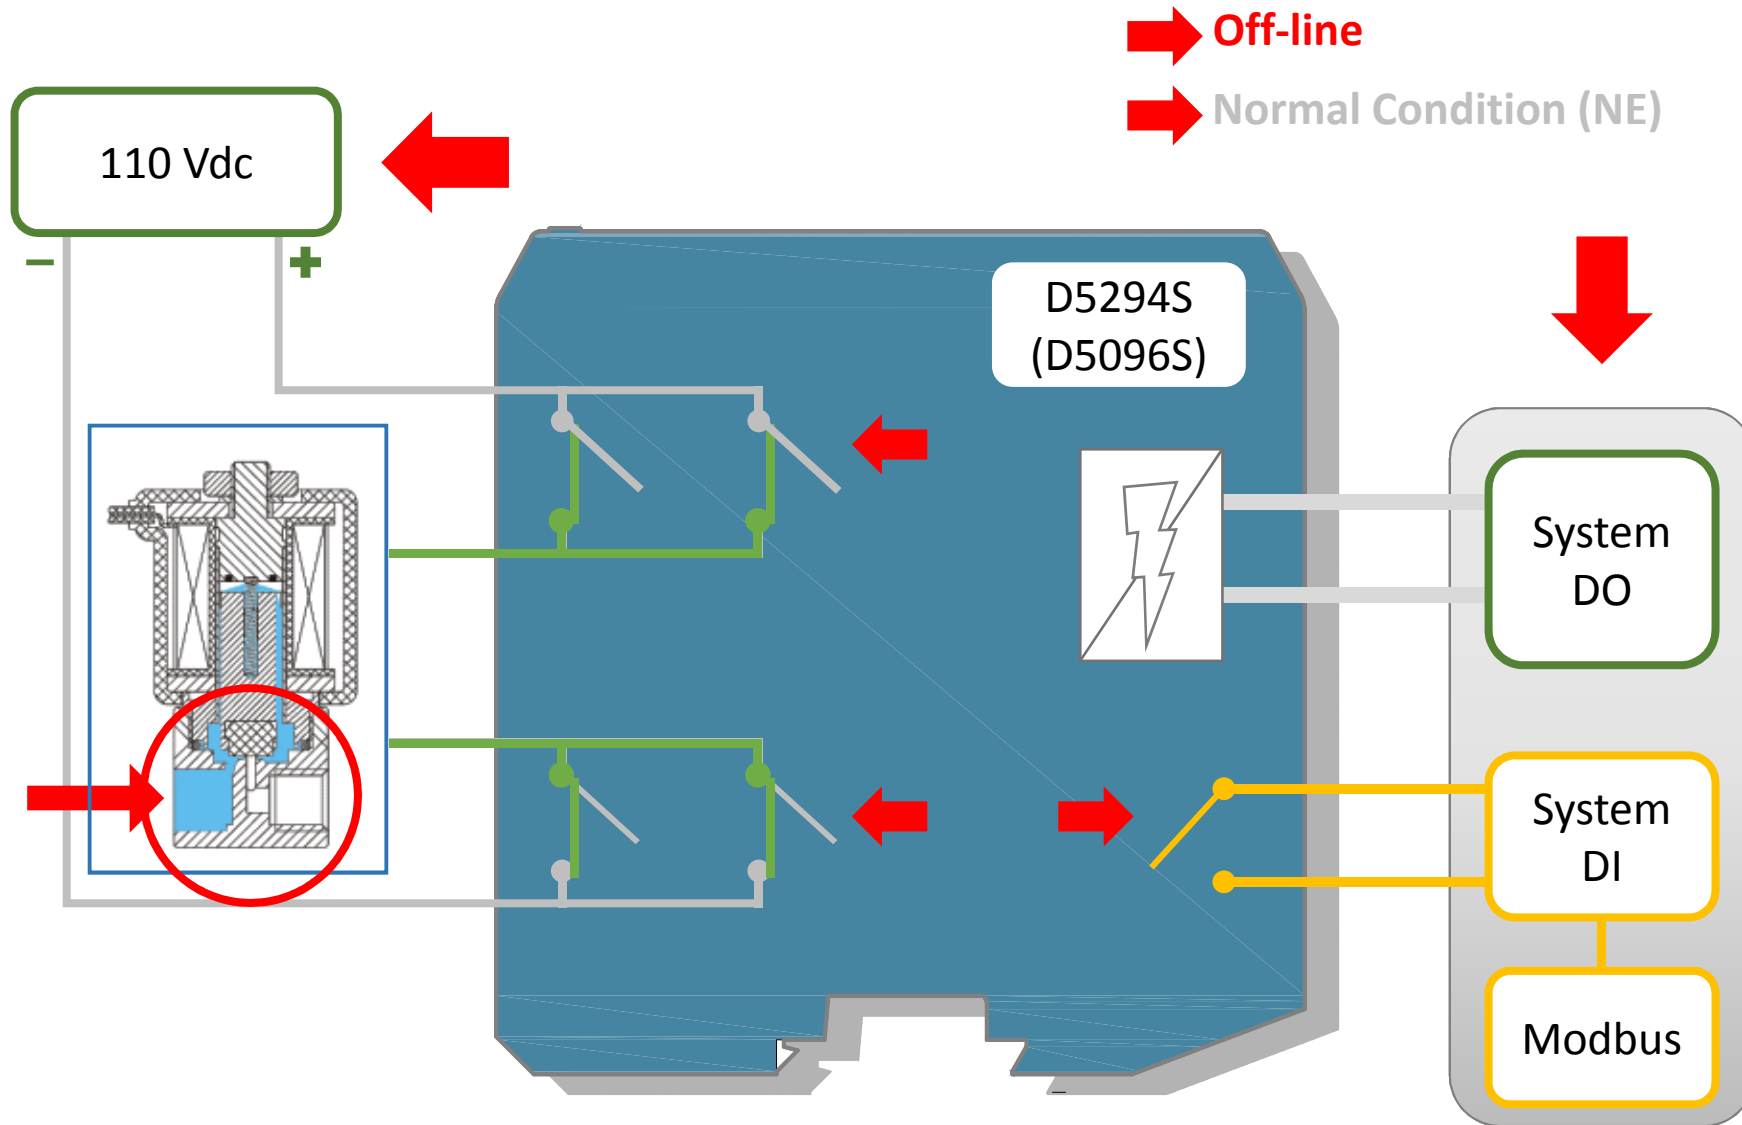 Off-line
Normal Condition (NE)
110 Vdc
− +
D5294S
(D5096S)
System
DO
System
DI
Modbus